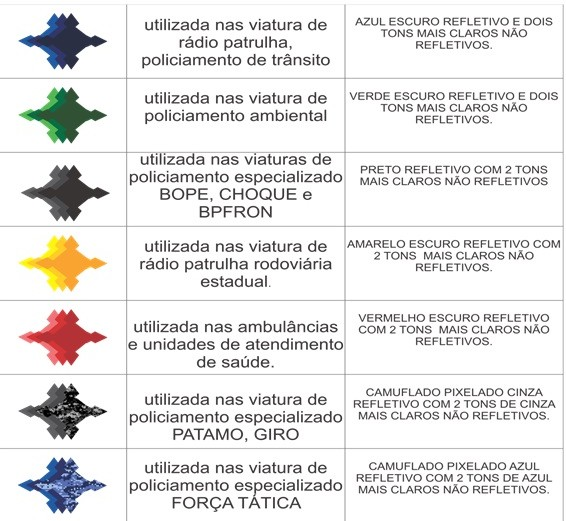 utilizada nas viatura de
rádio patrulha,
policiamento de trânsito
AZUL ESCURO REFLETIVO E DOIS
TONS MAIS CLAROS NÃO
REFLETIVOS.
utilizada nas viatura de
policiamento ambiental
VERDE ESCURO REFLETIVO E DOIS
TONS MAIS CLAROS NÃO
REFLETIVOS.
utilizada nas viaturas de
policiamento especializado
BOPE, CHOQUE e
BPFRON
PRETO REFLETIVO COM 2 TONS
MAIS CLAROS NÃO REFLETIVOS
utilizada nas viatura de
rádio patrulha rodoviária
estadual.
AMARELO ESCURO REFLETIVO COM
2 TONS MAIS CLAROS NÃO
REFLETIVOS.
utilizada nas ambulâncias
e unidades de atendimento
de saúde.
VERMELHO ESCURO REFLETIVO
COM 2 TONS MAIS CLAROS NÃO
REFLETIVOS.
utilizada nas viatura de
policiamento especializado
PATAMO, GIRO
CAMUFLADO PIXELADO CINZA
REFLETIVO COM 2 TONS DE CINZA
MAIS CLAROS NÃO REFLETIVOS.
utilizada nas viatura de
policiamento especializado
FORÇA TÁTICA
CAMUFLADO PIXELADO AZUL
REFLETIVO COM 2 TONS DE AZUL
MAIS CLAROS NÃO REFLETIVOS.